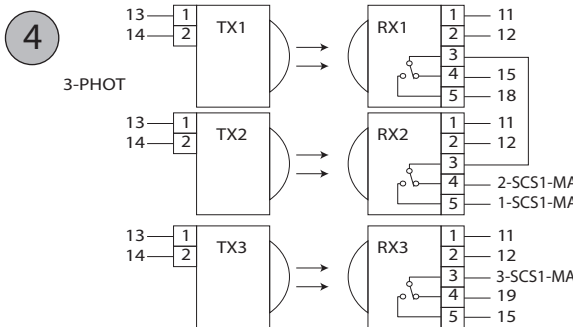 4
3-PHOT
13 1 TX1 RX1 1 11
14 2 2 12
3
4 15
5 18
13 1 TX2 RX2 1 11
14 2 2 12
3
4 2-SCS1-MA
5 1-SCS1-MA
13 1 TX3 RX3 1 11
14 2 2 12
3 3-SCS1-MA
4 19
5 15